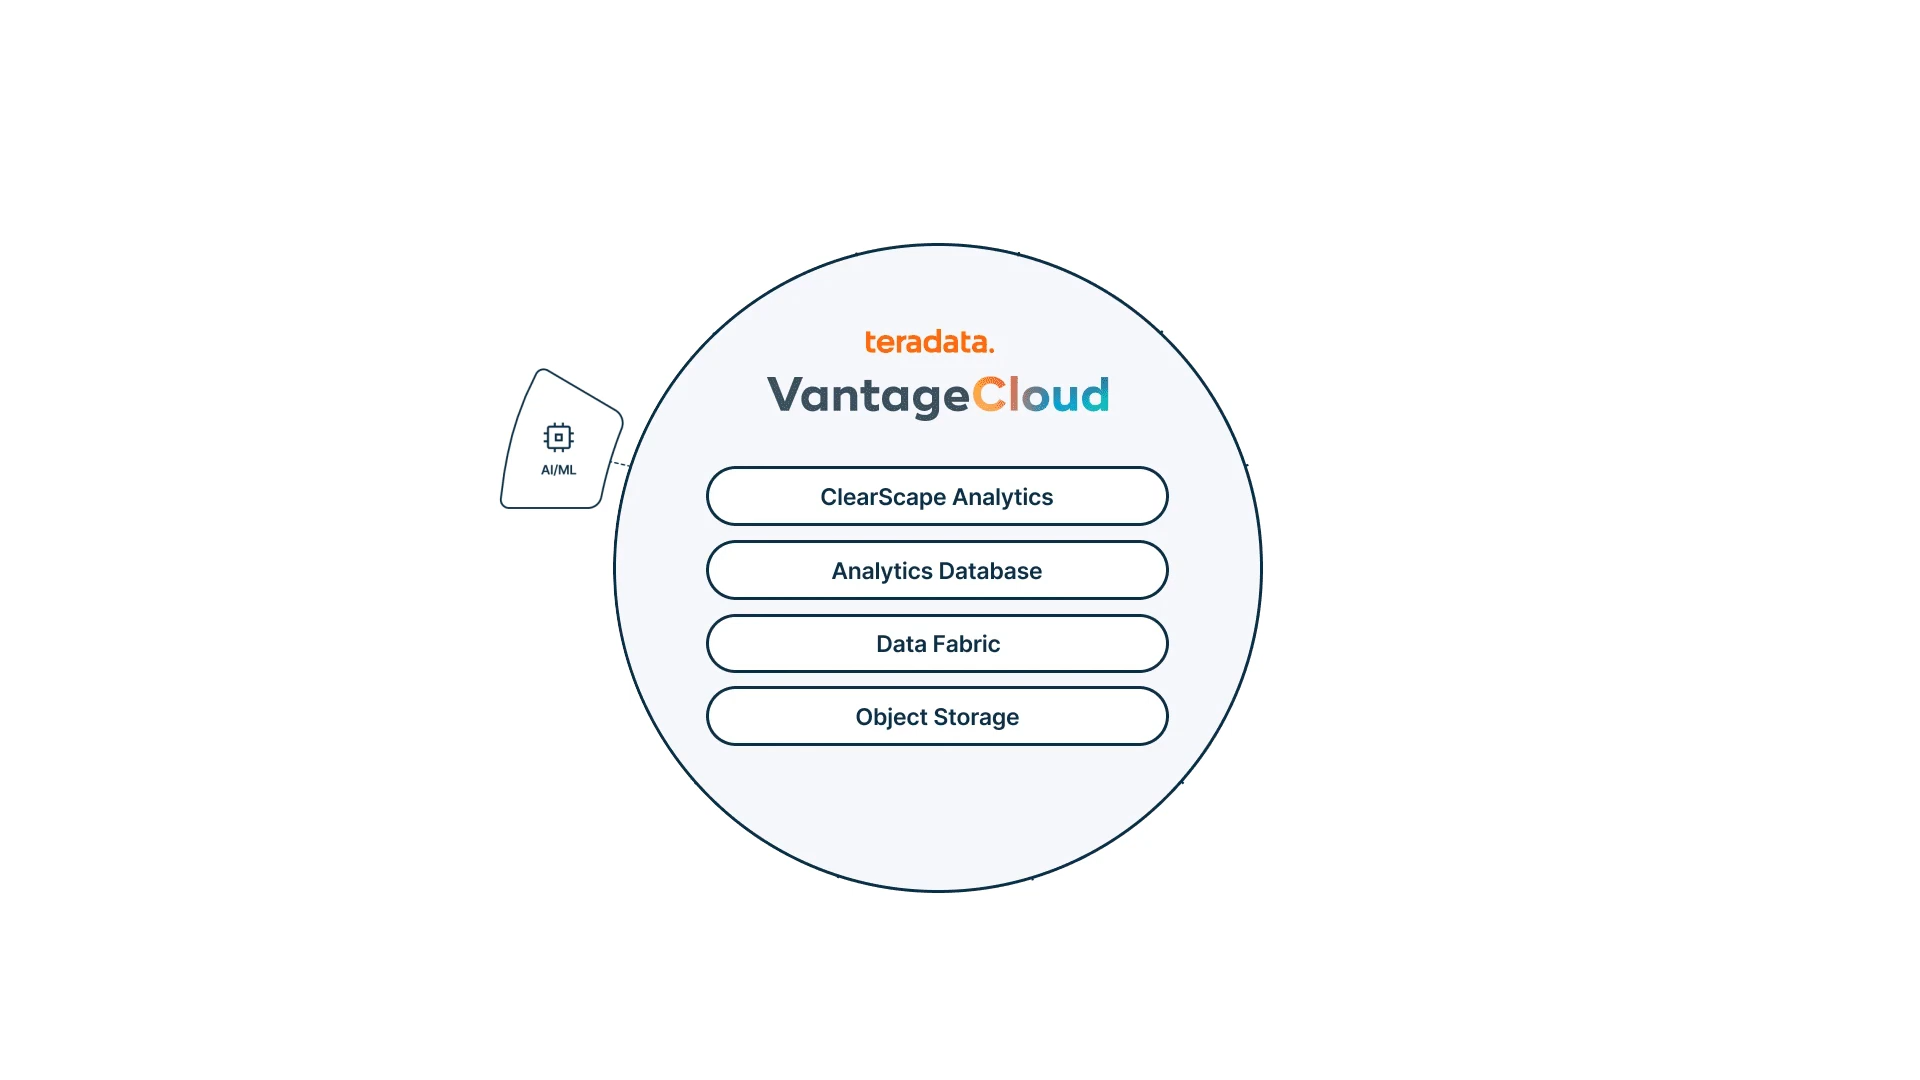 teradata.
VantageCloud
AI/ML
ClearScape Analytics
Analytics Database
Data Fabric
Object Storage